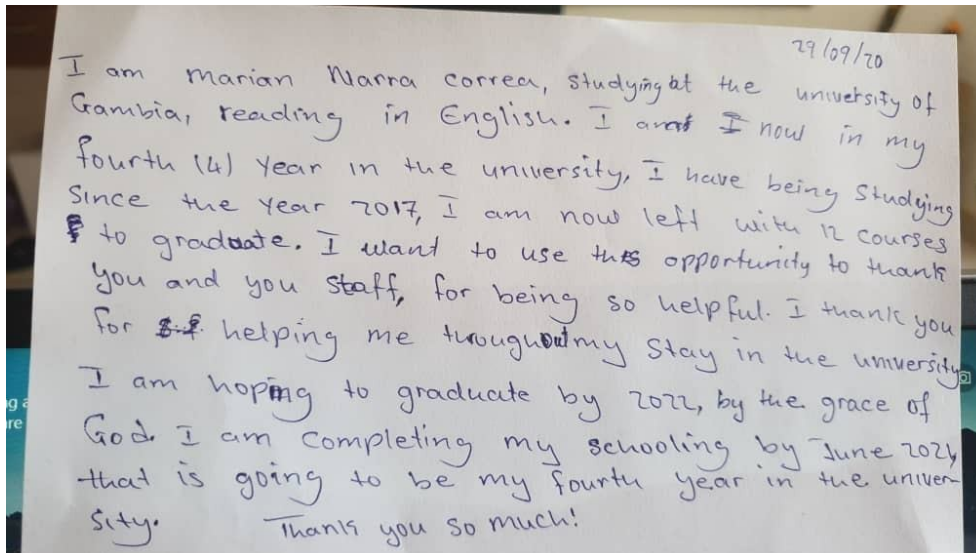 29/09/20
I am marian Narra correa, studying at the university of
Gambia, reading in English. I am I now in my
fourth (4) year in the university, I have being studying
since the year 2017, I am now left with 12 courses
to graduate. I want to use this opportunity to thank
you and you staff, for being so helpful. I thank you
for helping me throughout my stay in the university
I am hoping to graduate by 2022, by the grace of
God. I am completing my schooling by June 2021,
that is going to be my fourth year in the univer-
sity. Thank you so much!